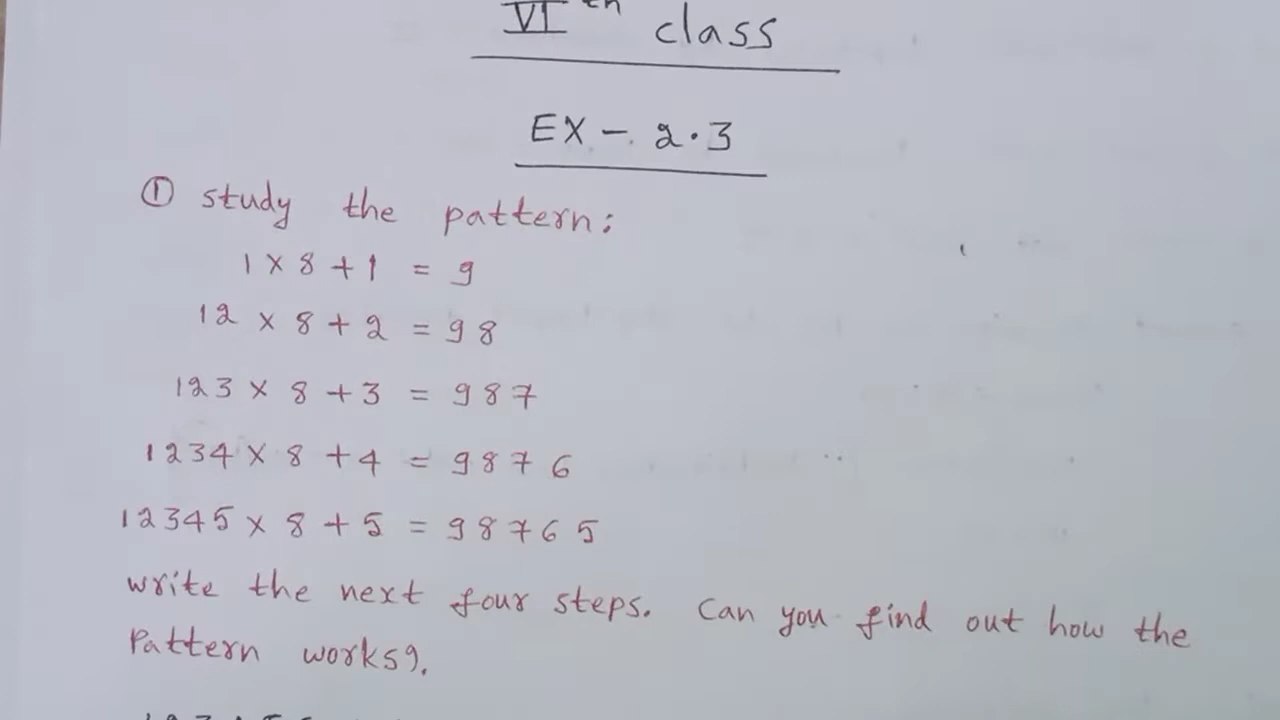 VI th class
EX - 2.3
① study the pattern:
1 × 8 + 1 = 9
12 × 8 + 2 = 98
123 × 8 + 3 = 987
1234 × 8 + 4 = 9876
12345 × 8 + 5 = 98765
write the next four steps. Can you find out how the
Pattern works?.